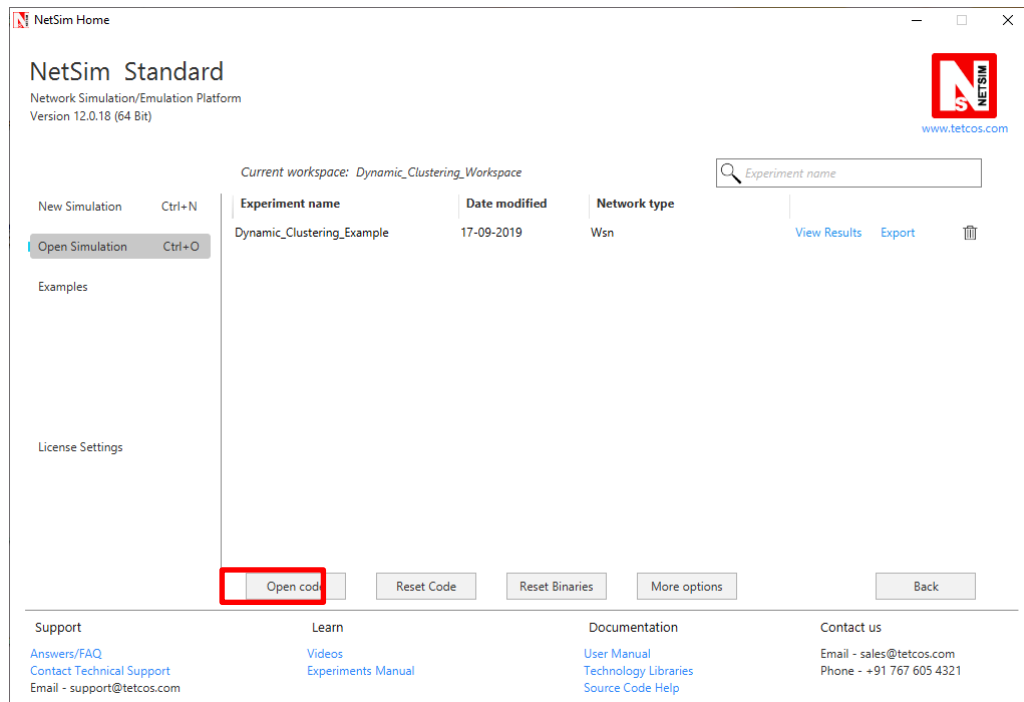 NetSim Home
NetSim Standard
Network Simulation/Emulation Platform
Version 12.0.18 (64 Bit)
NS NETSIM
www.tetcos.com
Current workspace: Dynamic_Clustering_Workspace
Experiment name
New Simulation Ctrl+N
Open Simulation Ctrl+O
Examples
License Settings
Experiment name Date modified Network type
Dynamic_Clustering_Example 17-09-2019 Wsn View Results Export
Open code Reset Code Reset Binaries More options Back
Support
Answers/FAQ
Contact Technical Support
Email - support@tetcos.com
Learn
Videos
Experiments Manual
Documentation
User Manual
Technology Libraries
Source Code Help
Contact us
Email - sales@tetcos.com
Phone - +91 767 605 4321